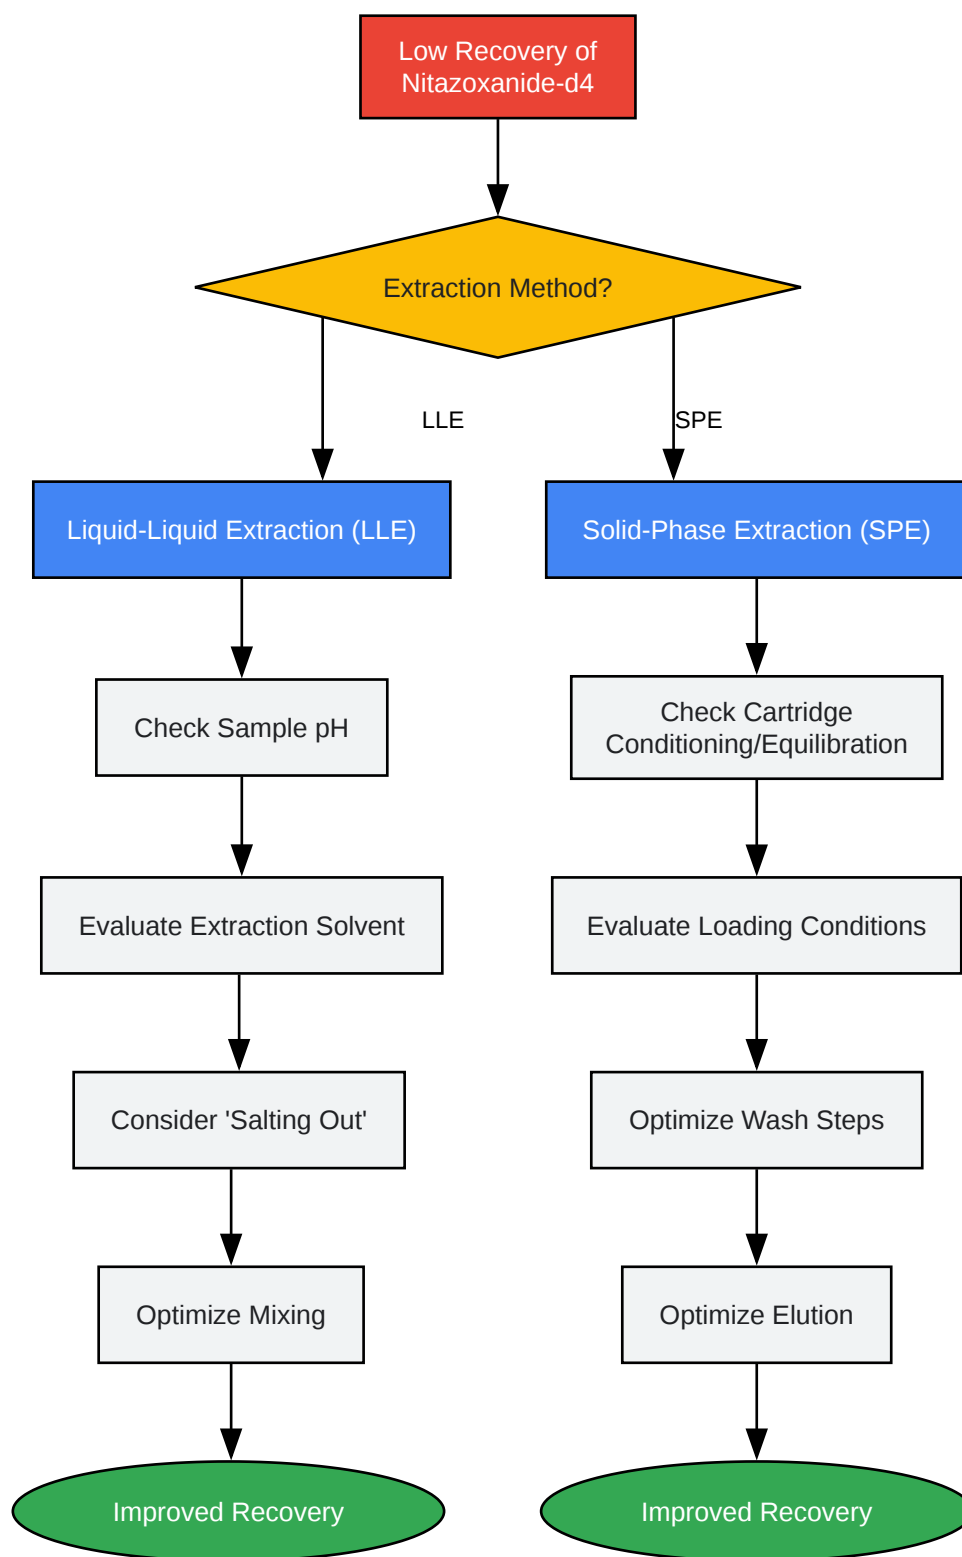 Low Recovery of
Nitazoxanide-d4
Extraction Method?
LLE
SPE
Liquid-Liquid Extraction (LLE)
Solid-Phase Extraction (SPE)
Check Sample pH
Check Cartridge
Conditioning/Equilibration
Evaluate Extraction Solvent
Evaluate Loading Conditions
Consider 'Salting Out'
Optimize Wash Steps
Optimize Mixing
Optimize Elution
Improved Recovery
Improved Recovery